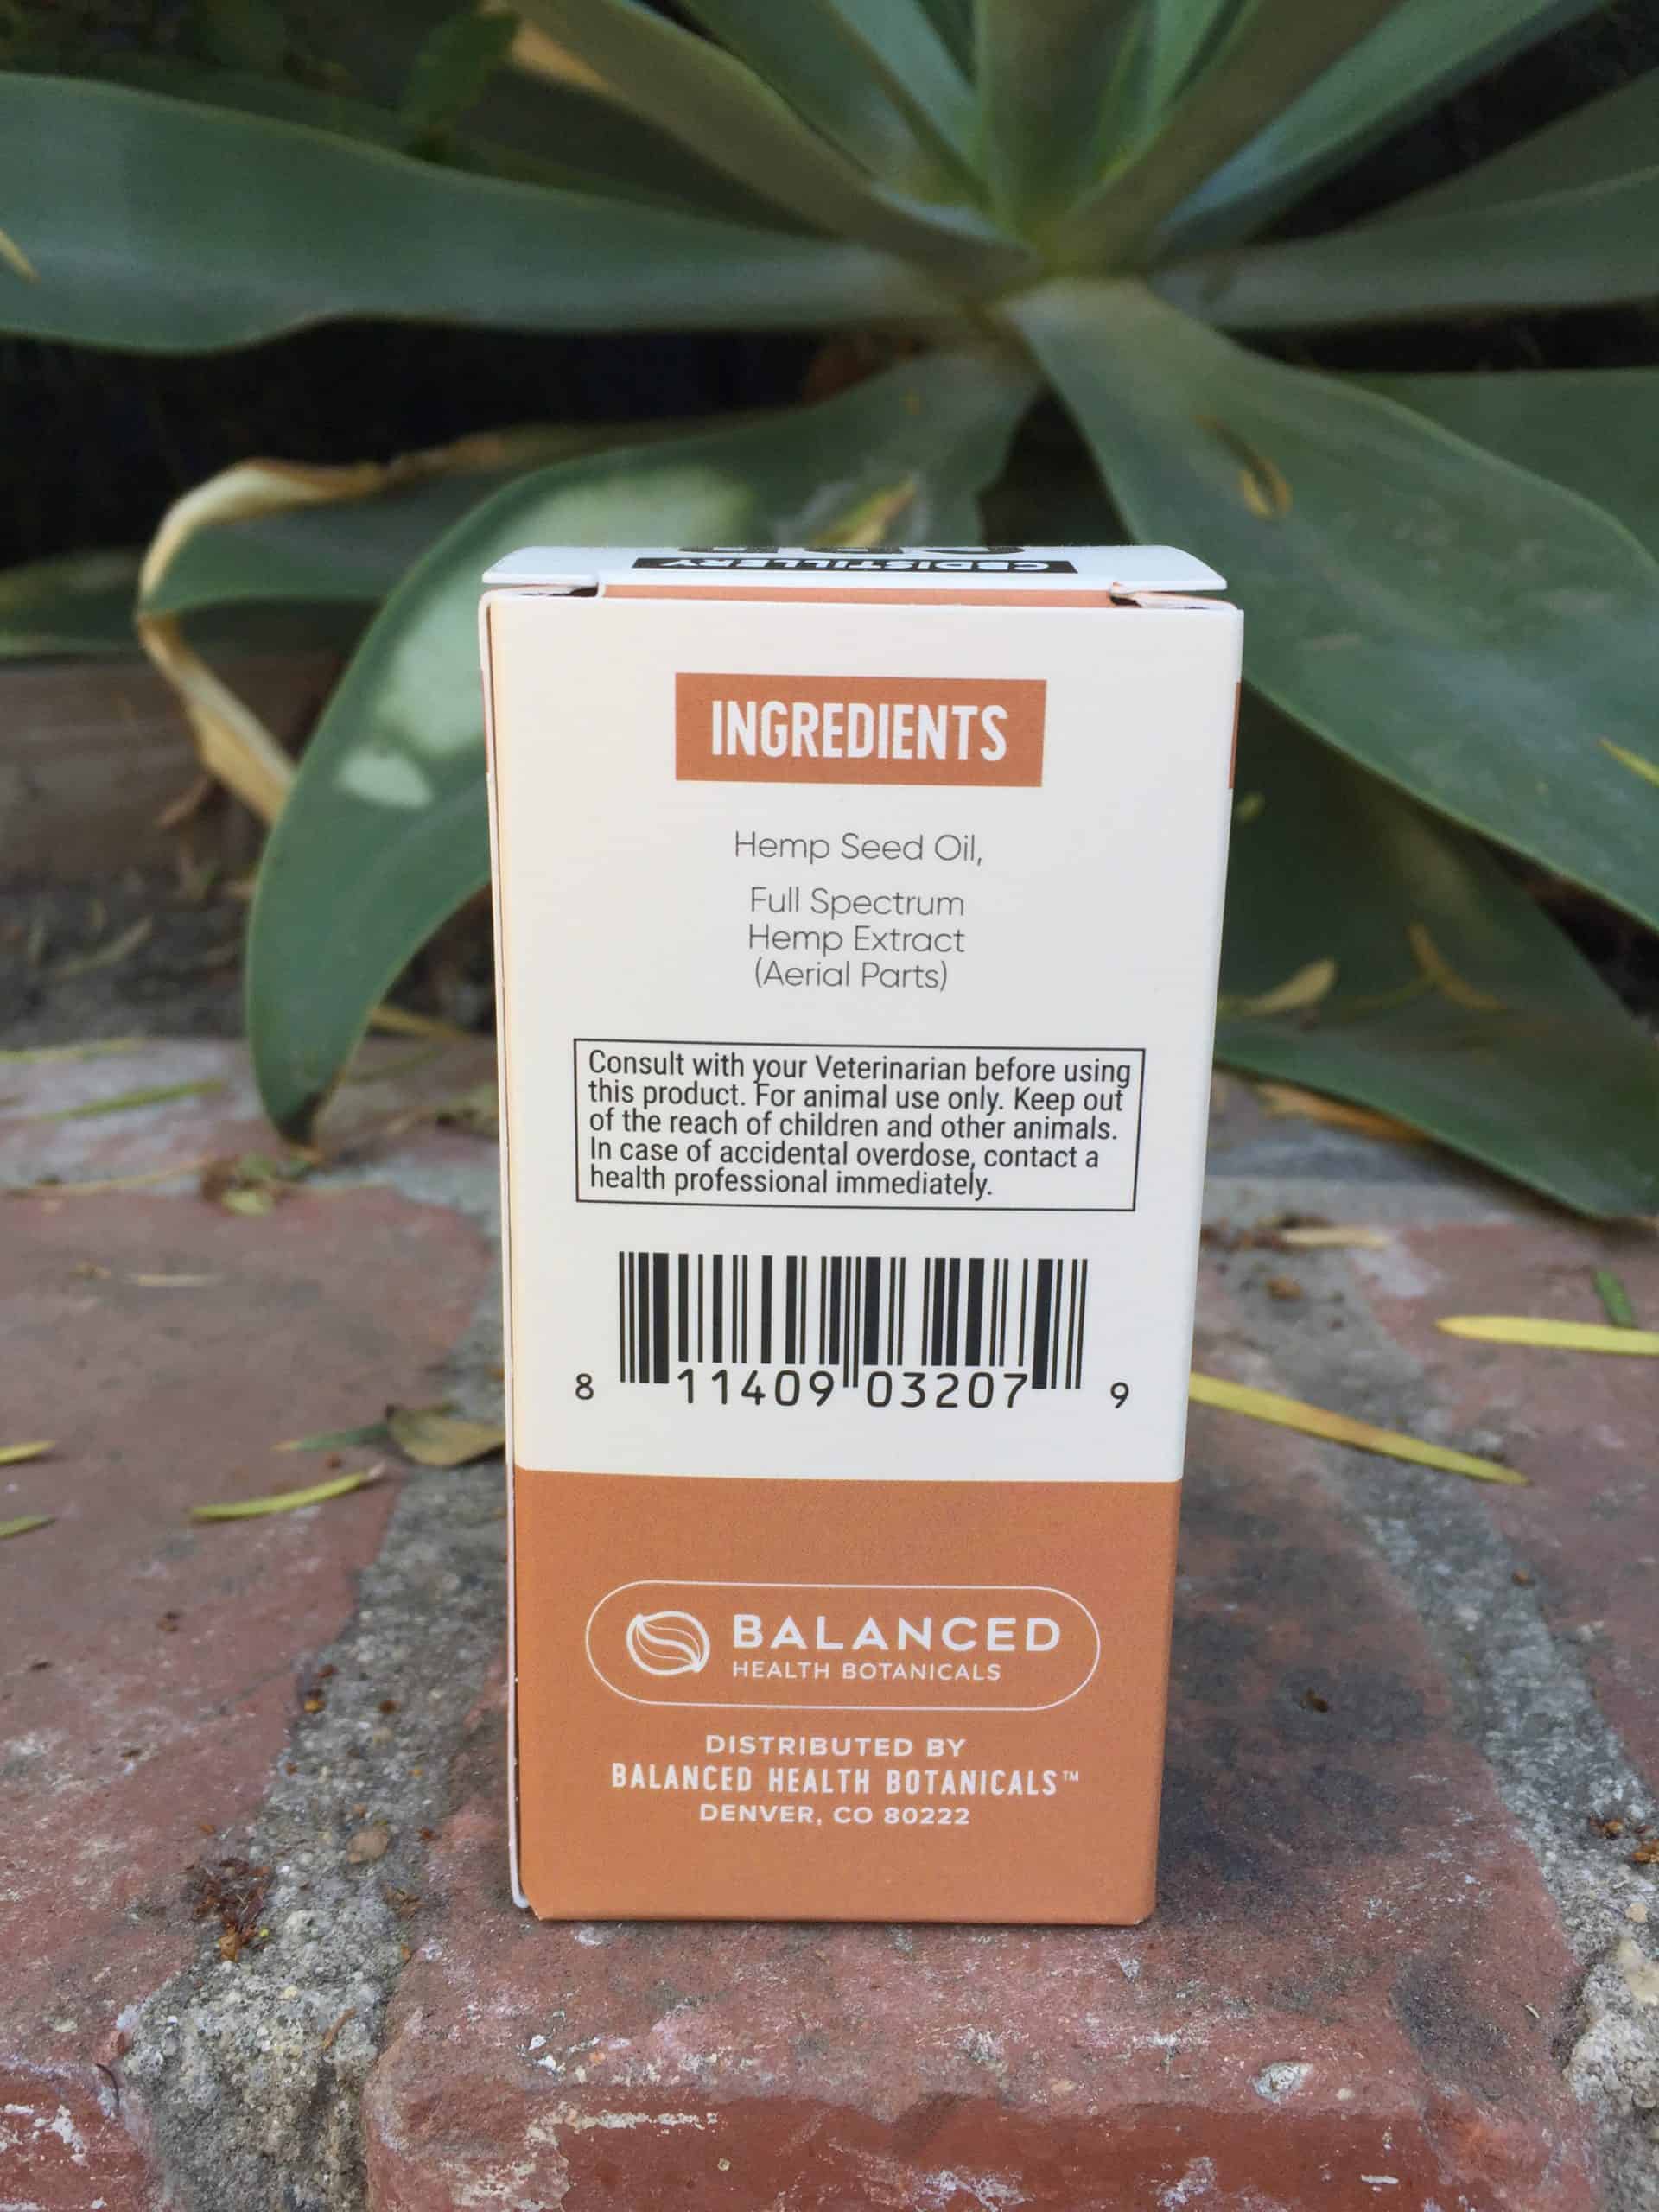 CBDISTILLERY
INGREDIENTS
Hemp Seed Oil,
Full Spectrum
Hemp Extract
(Aerial Parts)
Consult with your Veterinarian before using
this product. For animal use only. Keep out
of the reach of children and other animals.
In case of accidental overdose, contact a
health professional immediately.
8 11409 03207 9
BALANCED
HEALTH BOTANICALS
DISTRIBUTED BY
BALANCED HEALTH BOTANICALS™
DENVER, CO 80222